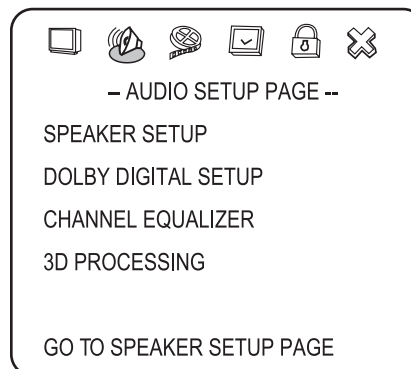 – AUDIO SETUP PAGE --
SPEAKER SETUP
DOLBY DIGITAL SETUP
CHANNEL EQUALIZER
3D PROCESSING
GO TO SPEAKER SETUP PAGE